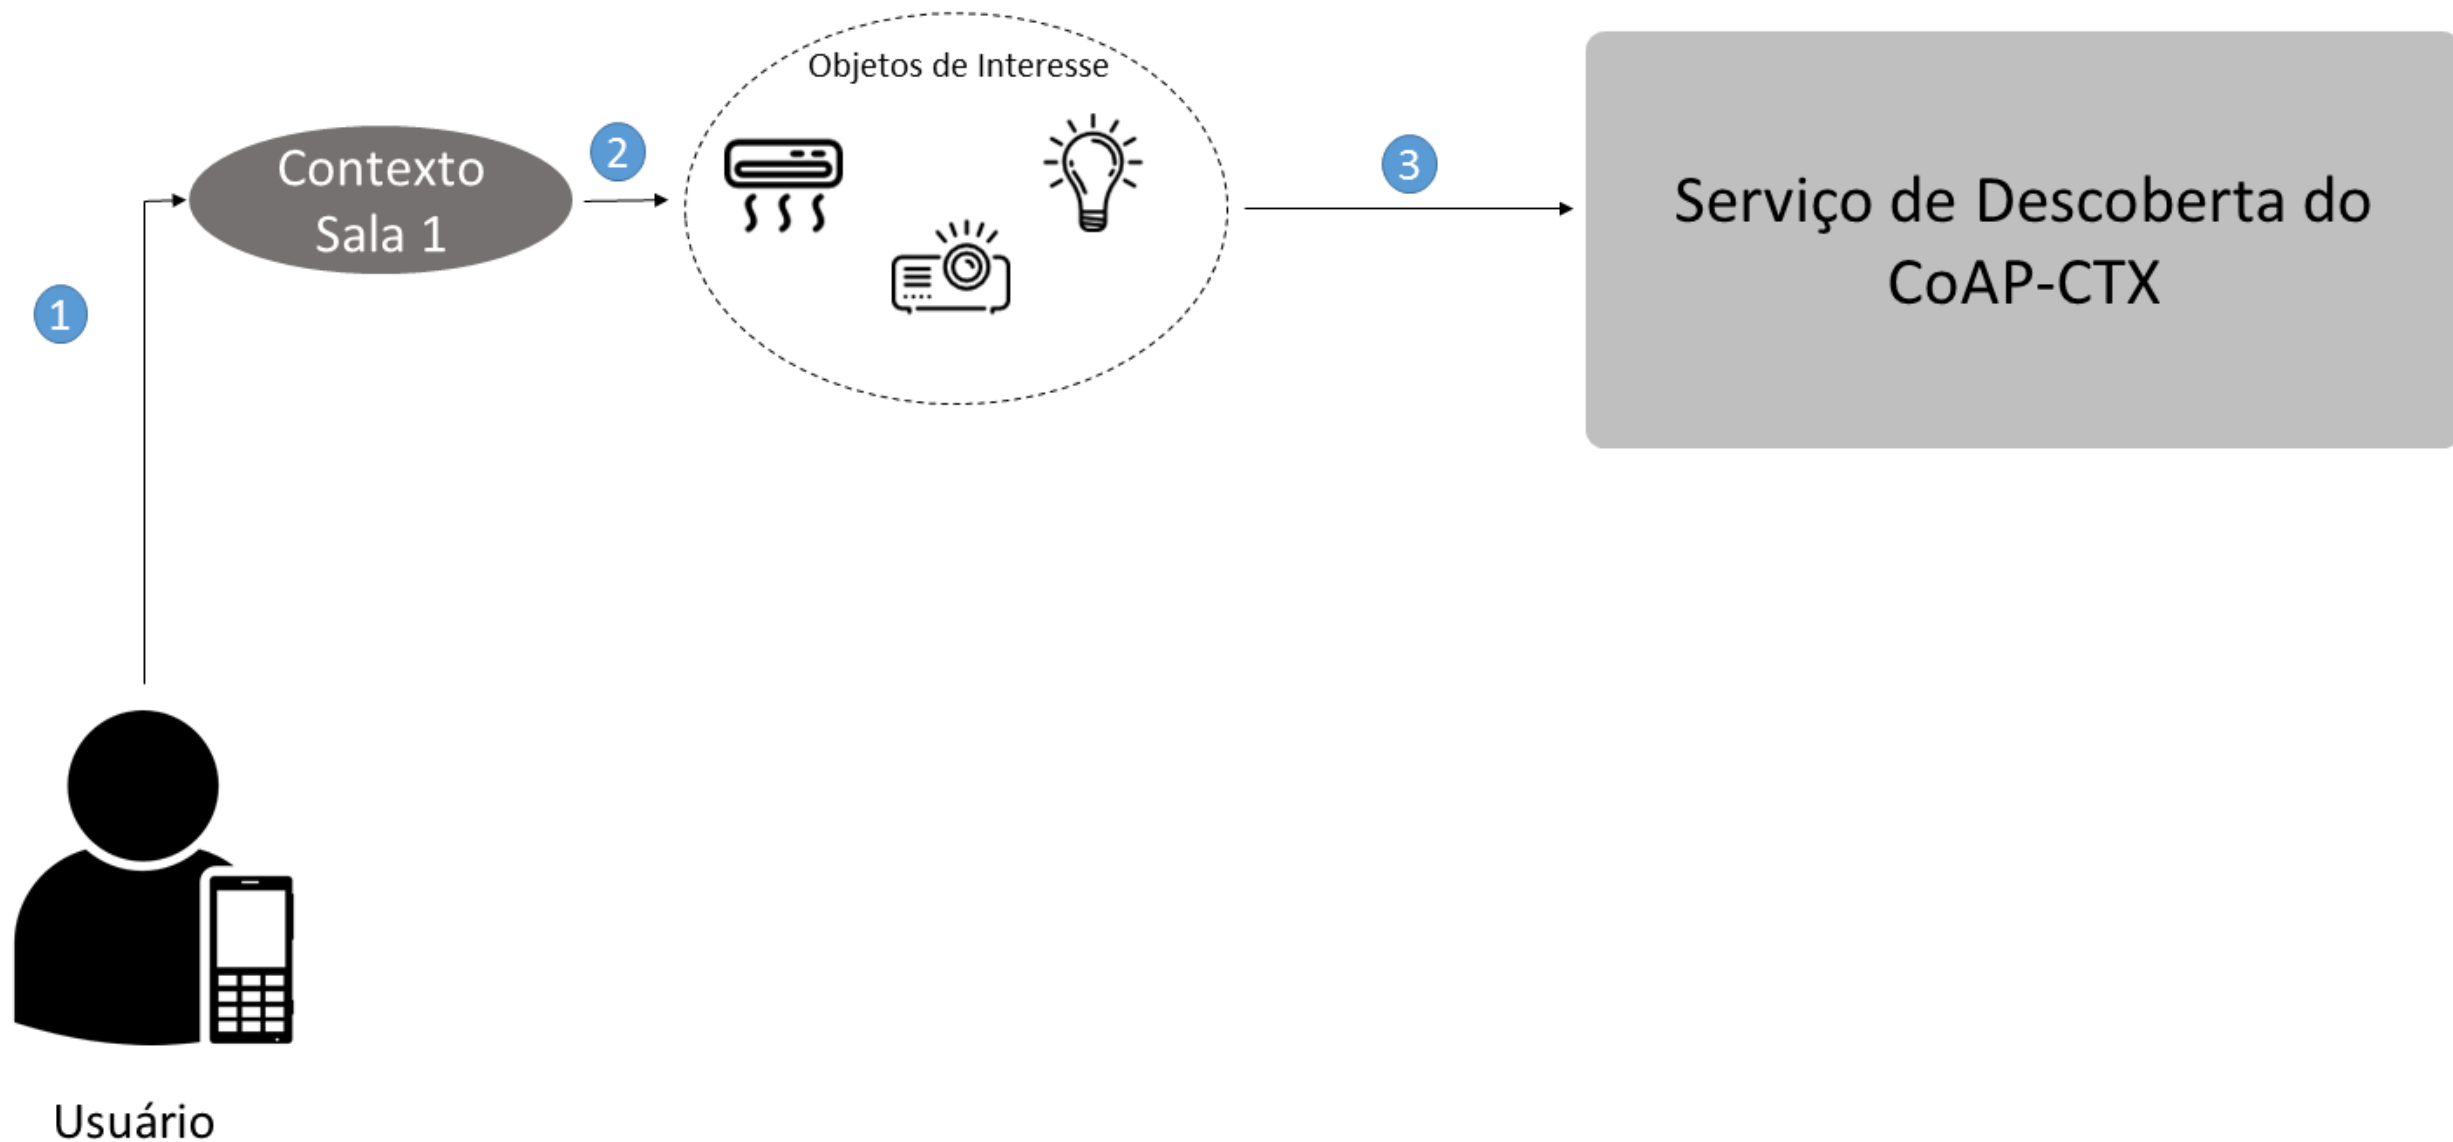 Objetos de Interesse
Contexto
Sala 1
2
3
Serviço de Descoberta do
CoAP-CTX
1
Usuário